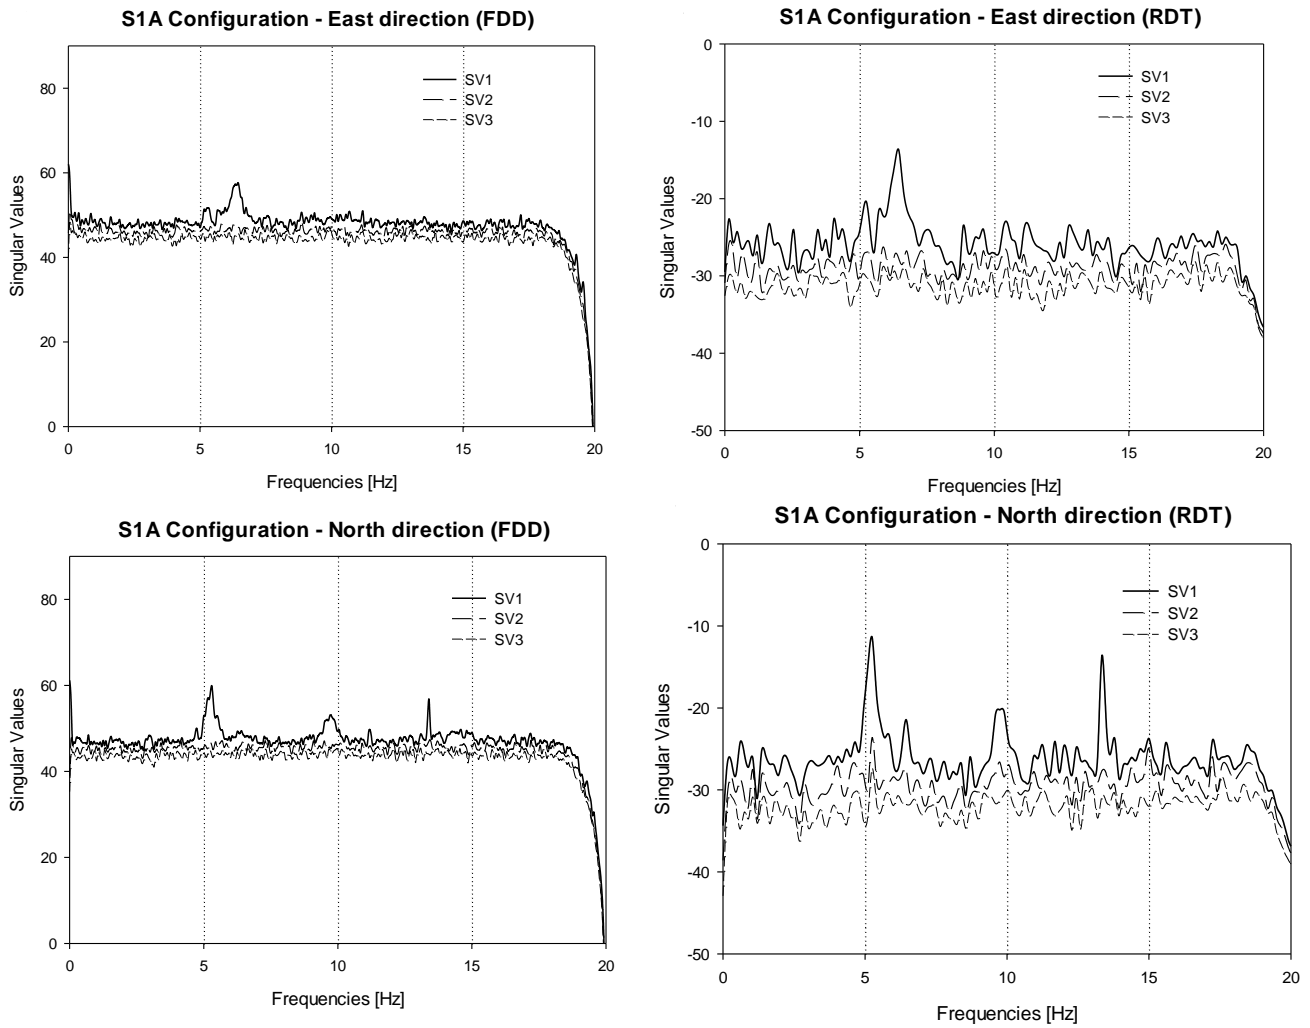 S1A Configuration - East direction (FDD)
80
60
40
20
0
0 5 10 15 20
Singular Values
Frequencies [Hz]
SV1
SV2
SV3
S1A Configuration - East direction (RDT)
0
-10
-20
-30
-40
-50
0 5 10 15 20
Singular Values
Frequencies [Hz]
SV1
SV2
SV3
S1A Configuration - North direction (FDD)
80
60
40
20
0
0 5 10 15 20
Singular Values
Frequencies [Hz]
SV1
SV2
SV3
S1A Configuration - North direction (RDT)
0
-10
-20
-30
-40
-50
0 5 10 15 20
Singular Values
Frequencies [Hz]
SV1
SV2
SV3